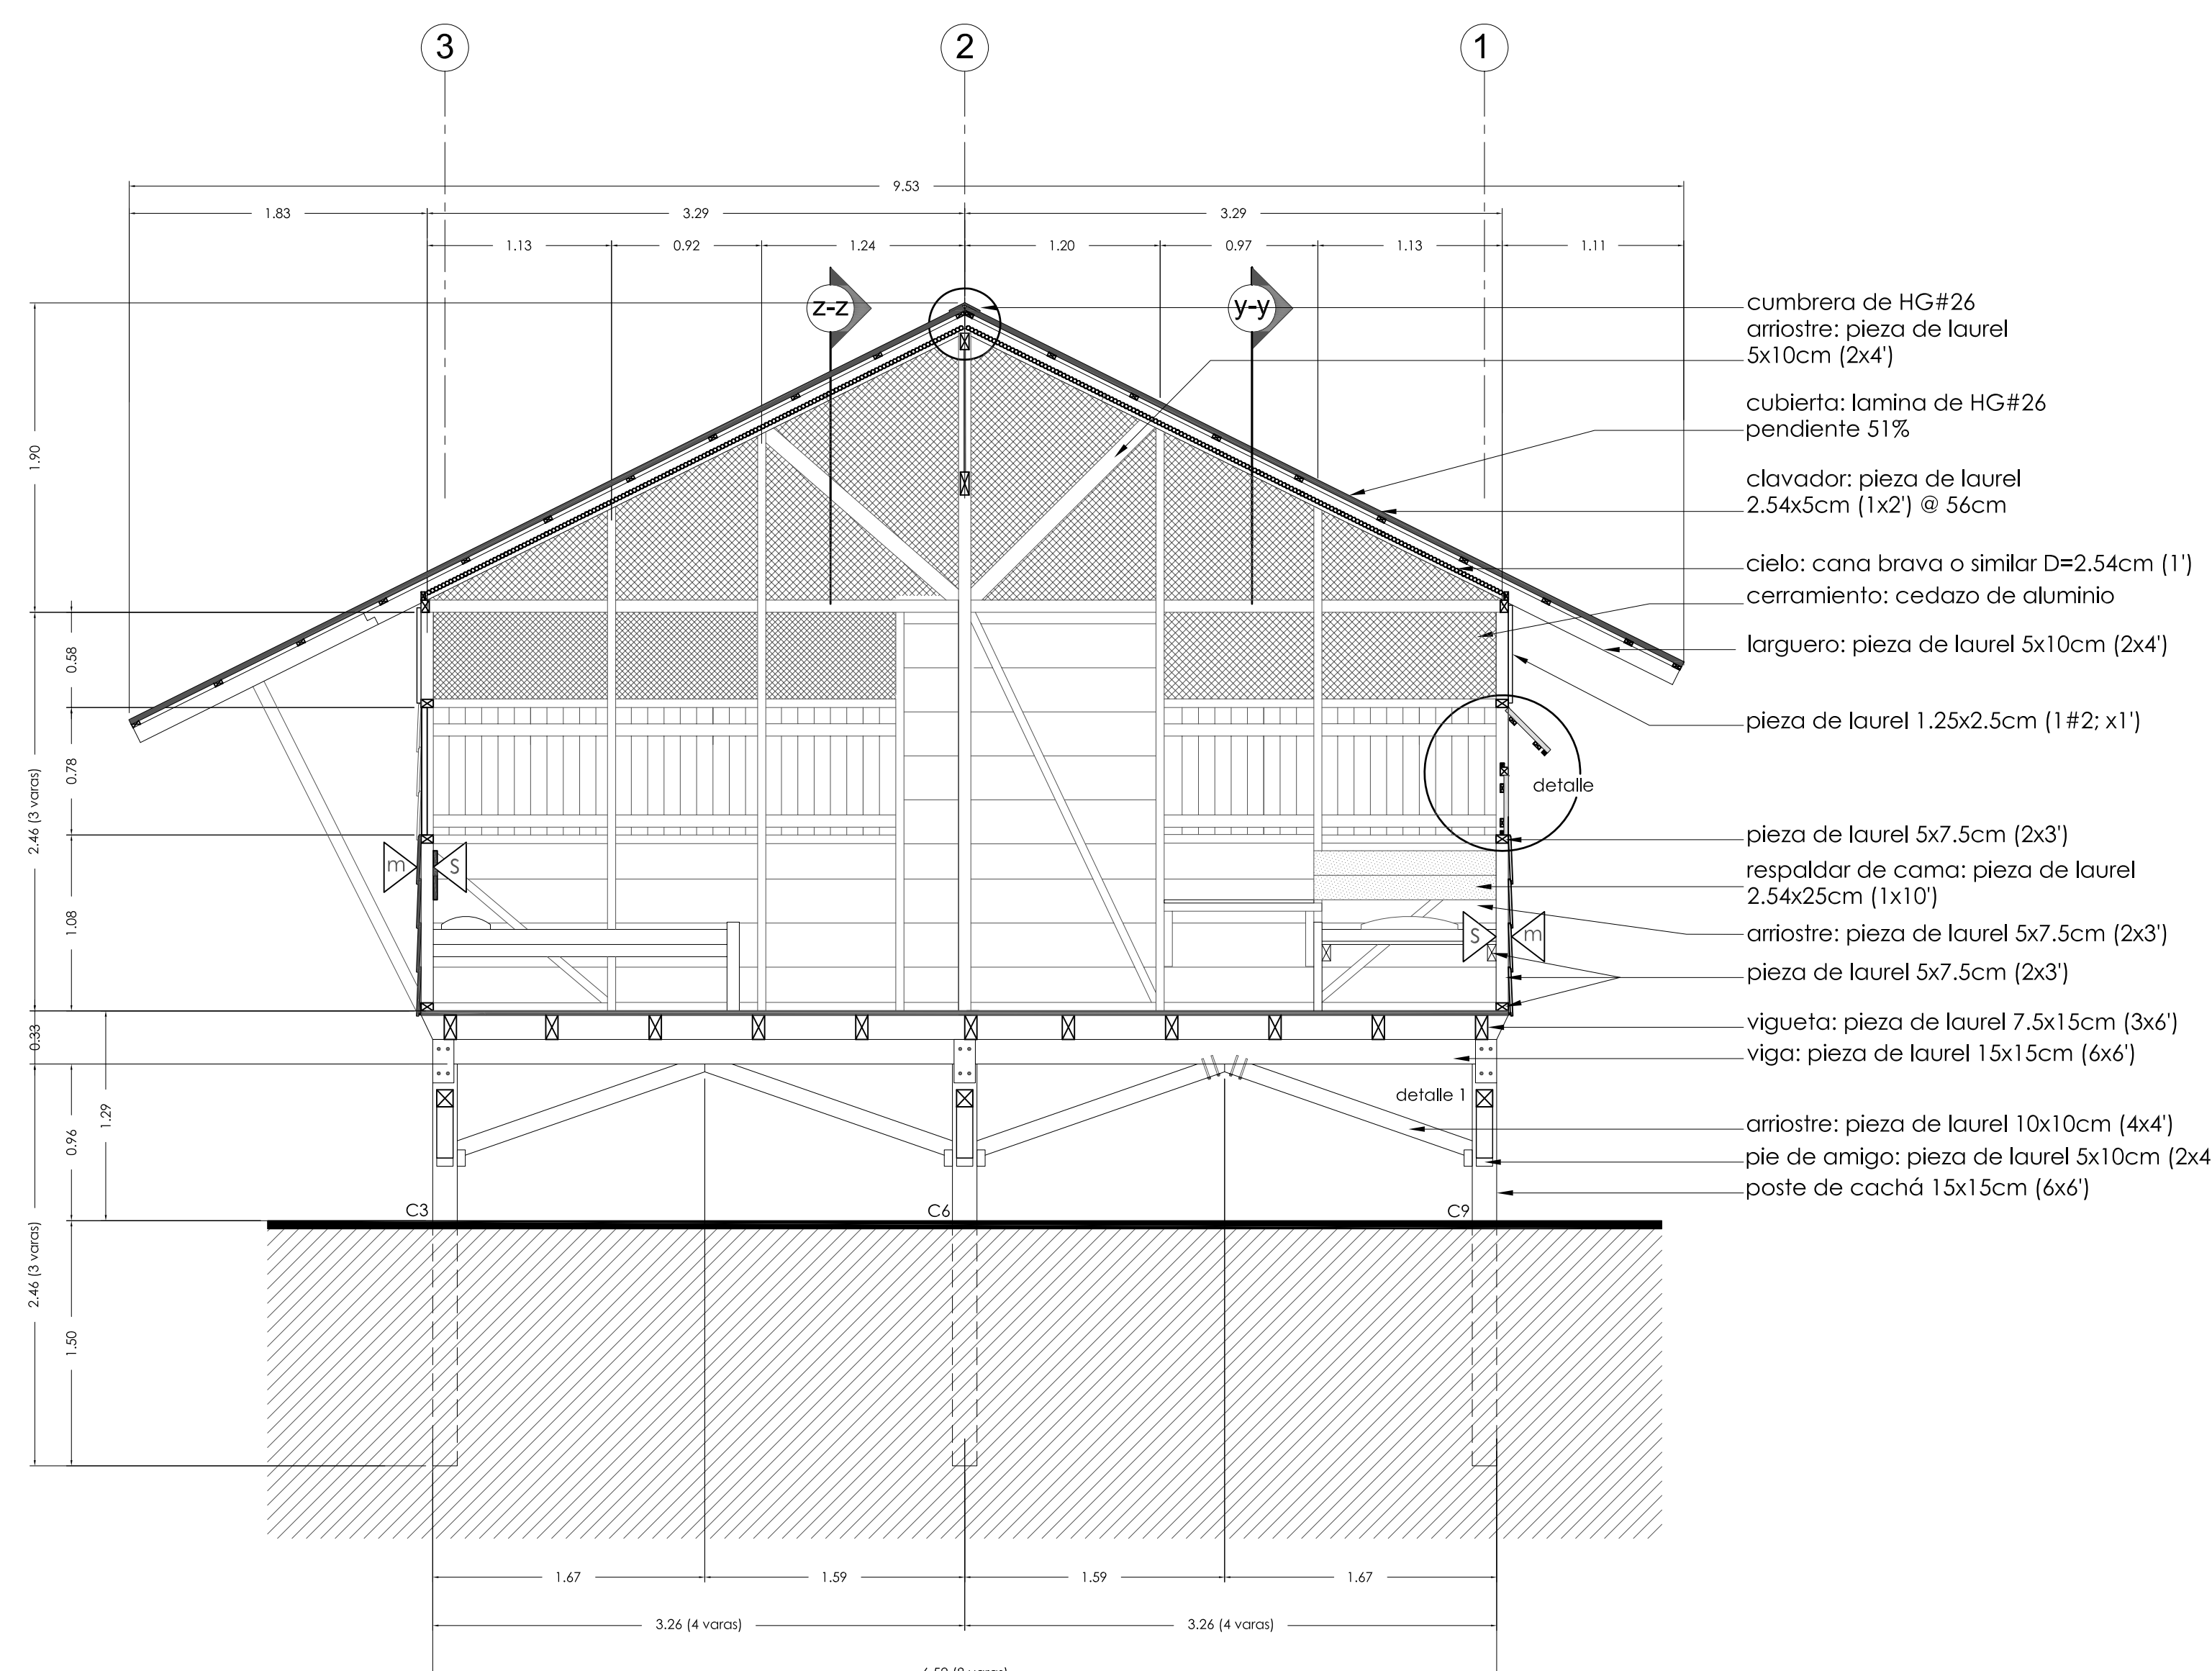 3
2
1
9.53
1.83
3.29
3.29
1.13
0.92
1.24
1.20
0.97
1.13
1.11
z-z
y-y
cumbrera de HG#26
arriostre: pieza de laurel
5x10cm (2x4')
cubierta: lamina de HG#26
pendiente 51%
clavador: pieza de laurel
2.54x5cm (1x2') @ 56cm
cielo: cana brava o similar D=2.54cm (1')
cerramiento: cedazo de aluminio
larguero: pieza de laurel 5x10cm (2x4')
pieza de laurel 1.25x2.5cm (1#2; x1')
detalle
pieza de laurel 5x7.5cm (2x3')
respaldar de cama: pieza de laurel
2.54x25cm (1x10')
arriostre: pieza de laurel 5x7.5cm (2x3')
pieza de laurel 5x7.5cm (2x3')
vigueta: pieza de laurel 7.5x15cm (3x6')
viga: pieza de laurel 15x15cm (6x6')
detalle 1
arriostre: pieza de laurel 10x10cm (4x4')
pie de amigo: pieza de laurel 5x10cm (2x4
poste de cachá 15x15cm (6x6')
1.90
0.58
0.78
2.46 (3 varas)
1.08
0.33
1.29
0.96
2.46 (3 varas)
1.50
m
S
S
m
C3
C6
C9
1.67
1.59
1.59
1.67
3.26 (4 varas)
3.26 (4 varas)